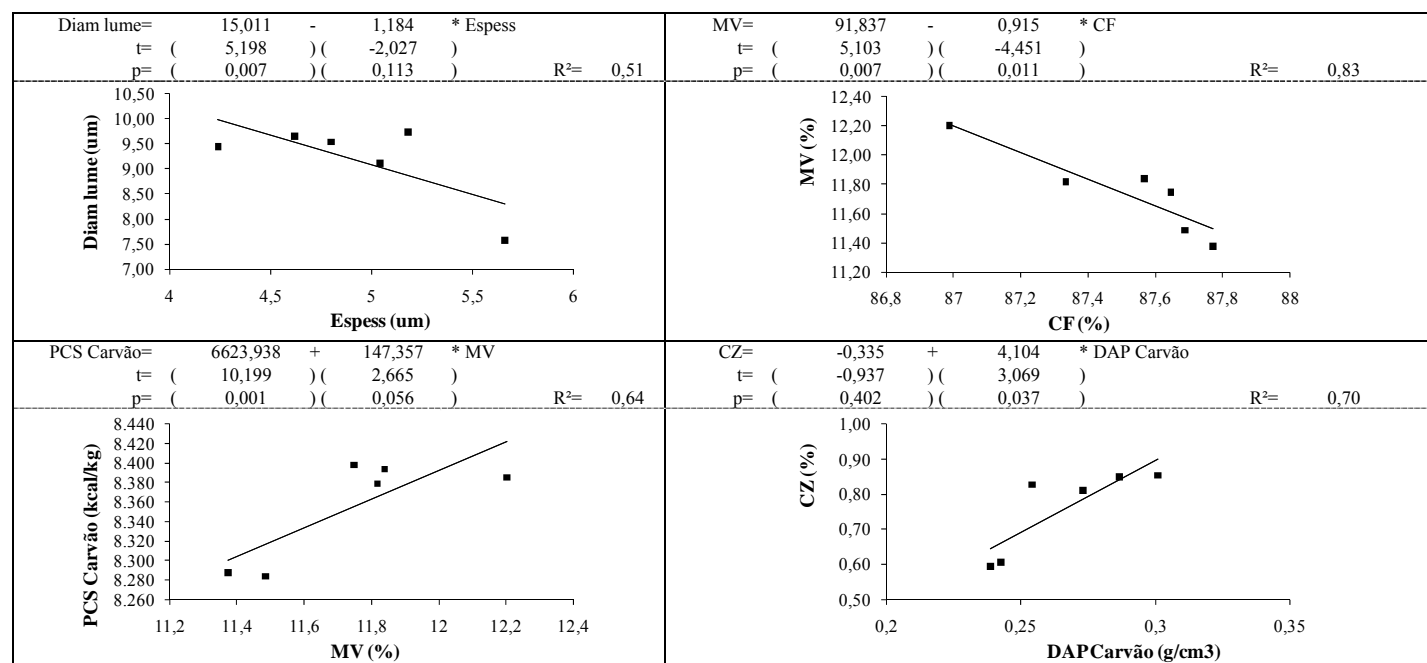 Diam lume= 15,011 - 1,184 * Espess
t= ( 5,198 ) ( -2,027 )
p= ( 0,007 ) ( 0,113 ) R²= 0,51
10,50
10,00
9,50
9,00
8,50
8,00
7,50
7,00
Diam lume (um)
4 4,5 5 5,5 6
Espess (um)
MV= 91,837 - 0,915 * CF
t= ( 5,103 ) ( -4,451 )
p= ( 0,007 ) ( 0,011 ) R²= 0,83
12,40
12,20
12,00
11,80
11,60
11,40
11,20
MV (%)
86,8 87 87,2 87,4 87,6 87,8 88
CF (%)
PCS Carvão= 6623,938 + 147,357 * MV
t= ( 10,199 ) ( 2,665 )
p= ( 0,001 ) ( 0,056 ) R²= 0,64
8.440
8.420
8.400
8.380
8.360
8.340
8.320
8.300
8.280
8.260
PCS Carvão (kcal/kg)
11,2 11,4 11,6 11,8 12 12,2 12,4
MV (%)
CZ= -0,335 + 4,104 * DAP Carvão
t= ( -0,937 ) ( 3,069 )
p= ( 0,402 ) ( 0,037 ) R²= 0,70
1,00
0,90
0,80
0,70
0,60
0,50
CZ (%)
0,2 0,25 0,3 0,35
DAP Carvão (g/cm3)